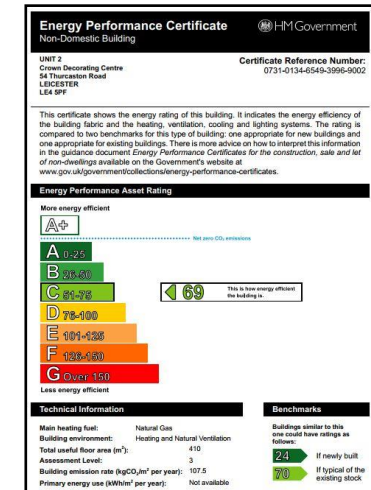 Energy Performance Certificate
Non-Domestic Building
HM Government
UNIT 2
Crown Decorating Centre
54 Thurcaston Road
LEICESTER
LE4 5PF
Certificate Reference Number:
0731-0134-6549-3996-9002
This certificate shows the energy rating of this building. It indicates the energy efficiency of
the building fabric and the heating, ventilation, cooling and lighting systems. The rating is
compared to two benchmarks for this type of building: one appropriate for new buildings and
one appropriate for existing buildings. There is more advice on how to interpret this information
in the guidance document Energy Performance Certificates for the construction, sale and let
of non-dwellings available on the Government's website at
www.gov.uk/government/collections/energy-performance-certificates.
Energy Performance Asset Rating
More energy efficient
A+
Net zero CO₂ emissions
A 0-25
B 26-50
C 51-75
69
This is how energy efficient
the building is.
D 76-100
E 101-125
F 126-150
G Over 150
Less energy efficient
Technical Information
Main heating fuel: Natural Gas
Building environment: Heating and Natural Ventilation
Total useful floor area (m²): 410
Assessment Level: 3
Building emission rate (kgCO₂/m² per year): 107.5
Primary energy use (kWh/m² per year): Not available
Benchmarks
Buildings similar to this
one could have ratings as
follows:
24 If newly built
70 If typical of the
existing stock